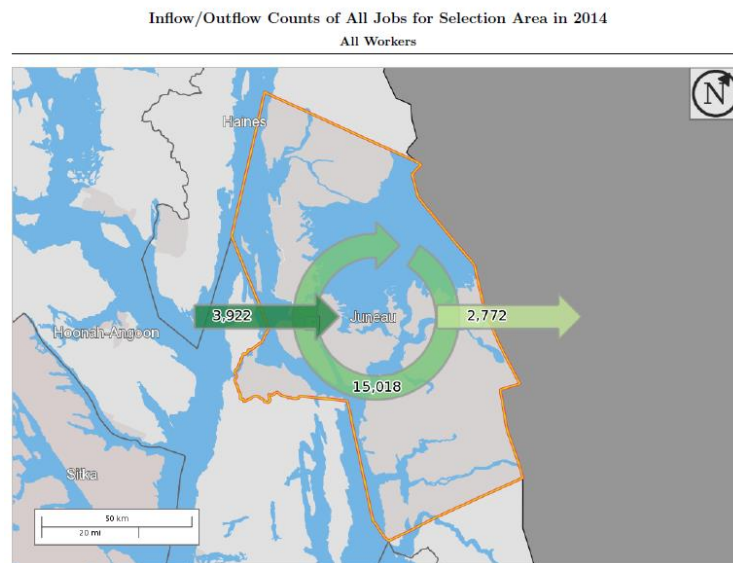 Inflow/Outflow Counts of All Jobs for Selection Area in 2014
All Workers
N
Haines
3,922
Juneau
2,772
Hoonah-Angoon
15,018
Sitka
50 km
20 mi